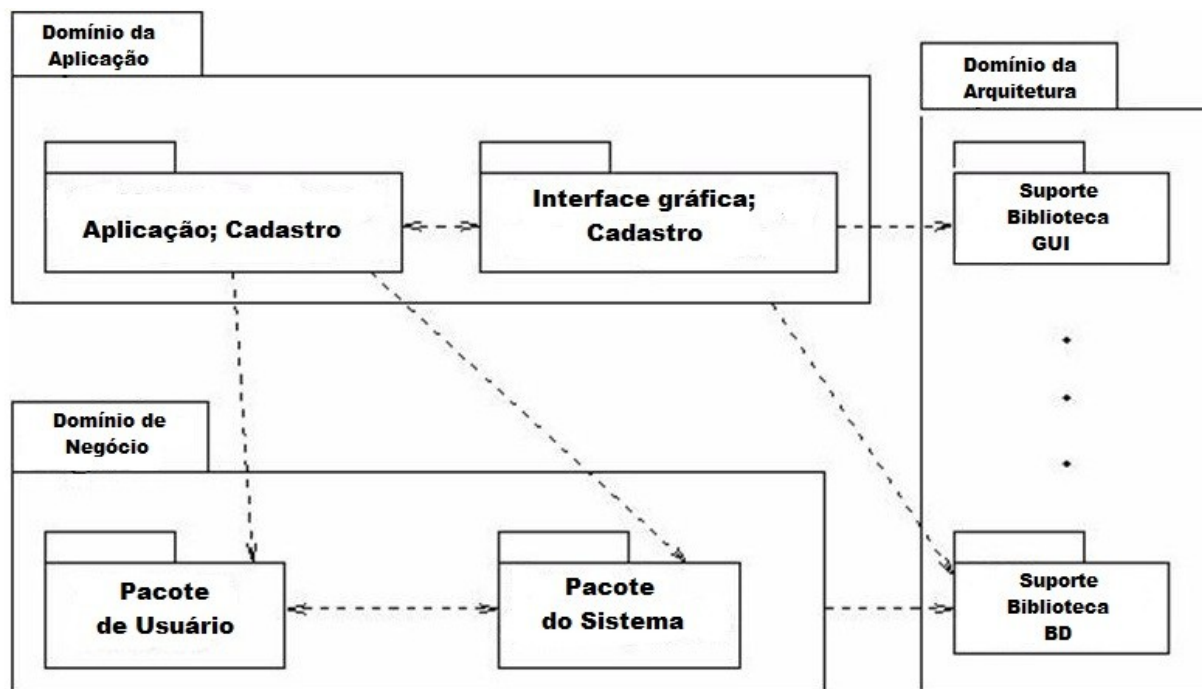 Domínio da
Aplicação
Domínio da
Arquitetura
Aplicação; Cadastro
Interface gráfica;
Cadastro
Suporte
Biblioteca
GUI
Domínio de
Negócio
Pacote
de Usuário
Pacote
do Sistema
Suporte
Biblioteca
BD